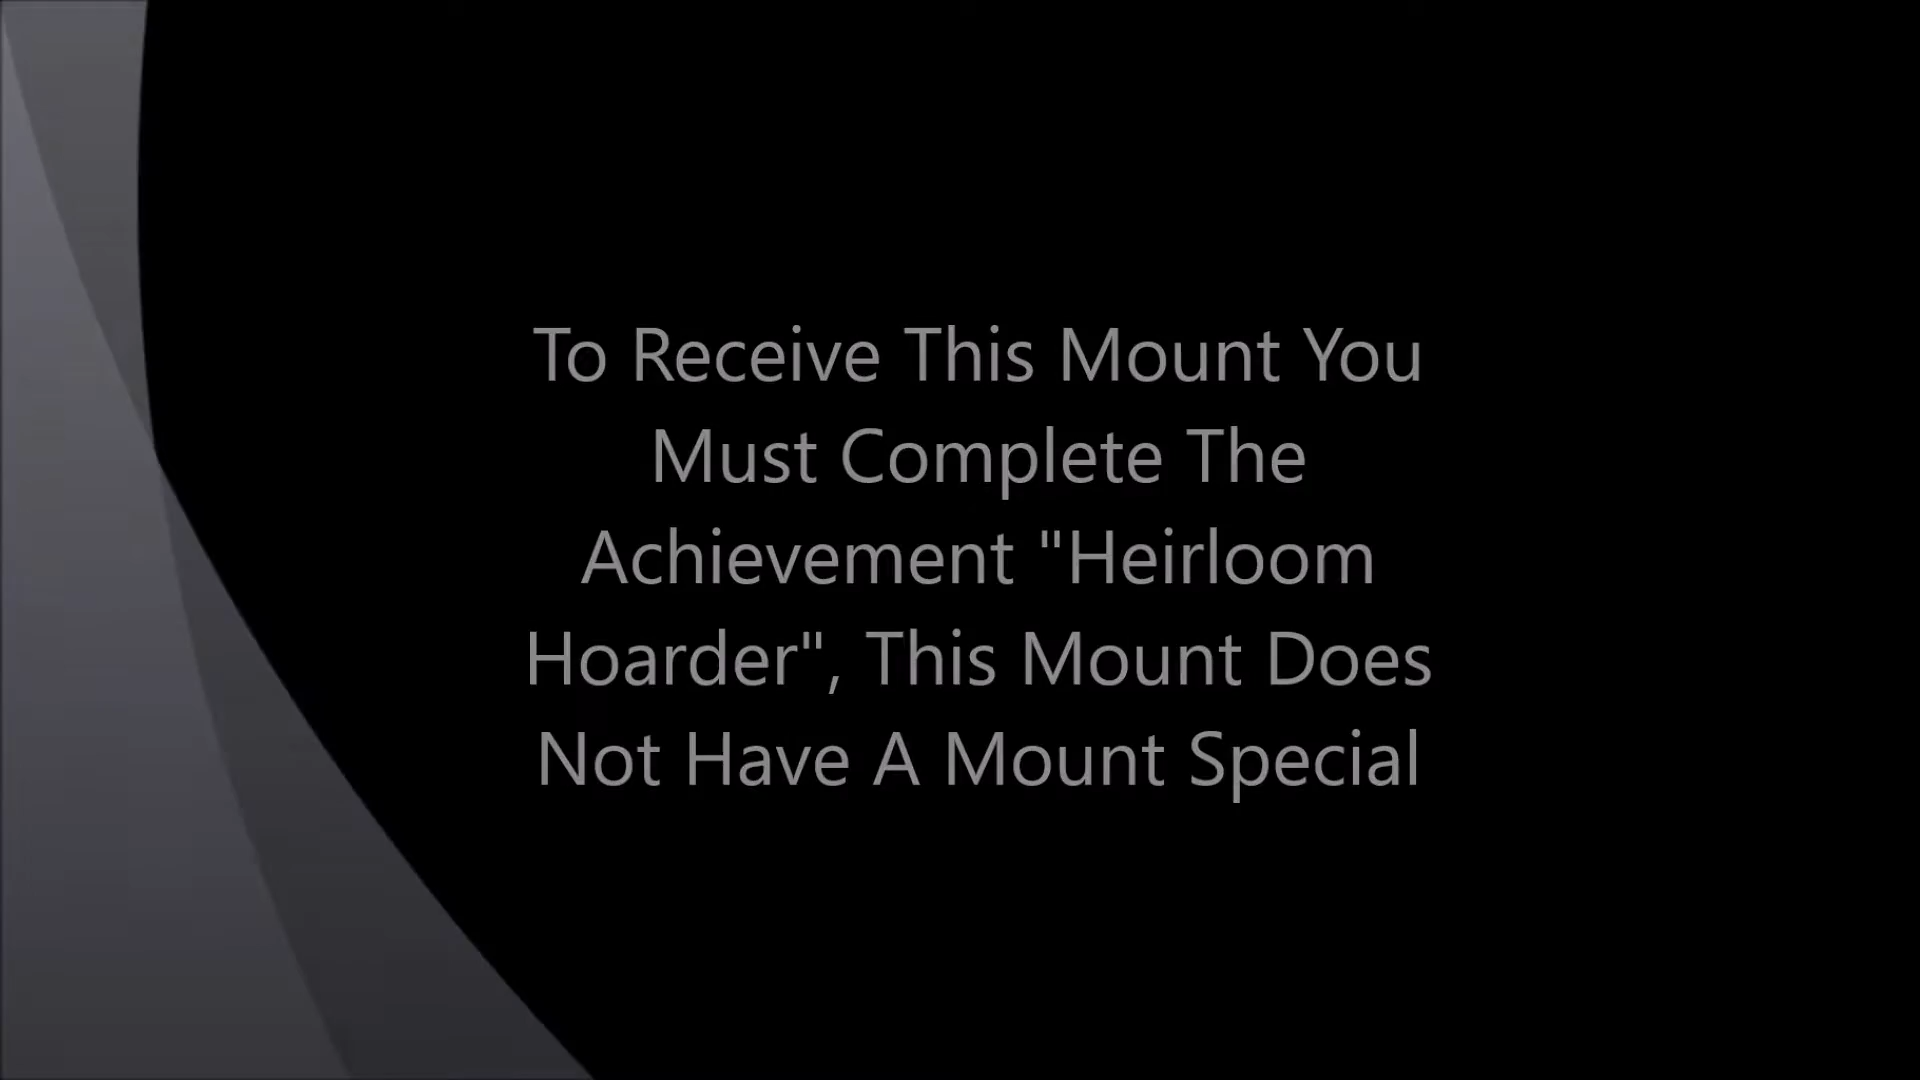 To Receive This Mount You
Must Complete The
Achievement "Heirloom
Hoarder", This Mount Does
Not Have A Mount Special